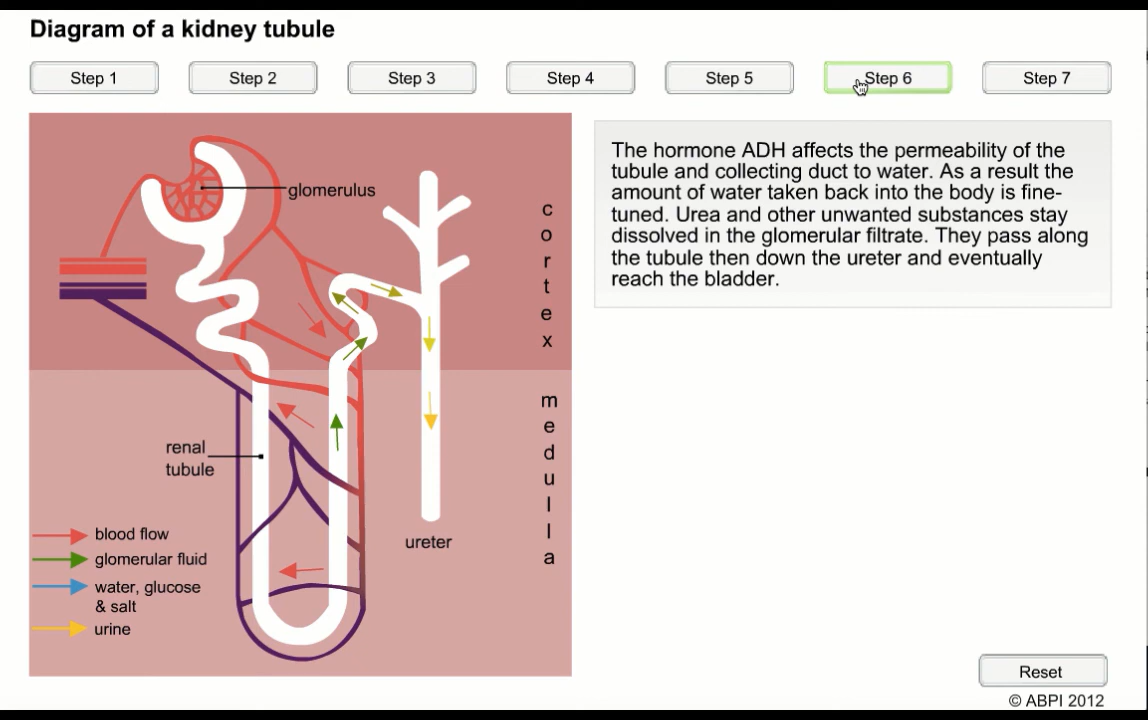 Diagram of a kidney tubule
Step 1
Step 2
Step 3
Step 4
Step 5
Step 6
Step 7
The hormone ADH affects the permeability of the
tubule and collecting duct to water. As a result the
amount of water taken back into the body is fine-
tuned. Urea and other unwanted substances stay
dissolved in the glomerular filtrate. They pass along
the tubule then down the ureter and eventually
reach the bladder.
glomerulus
cortex
medulla
renal
tubule
ureter
blood flow
glomerular fluid
water, glucose
& salt
urine
Reset
© ABPI 2012